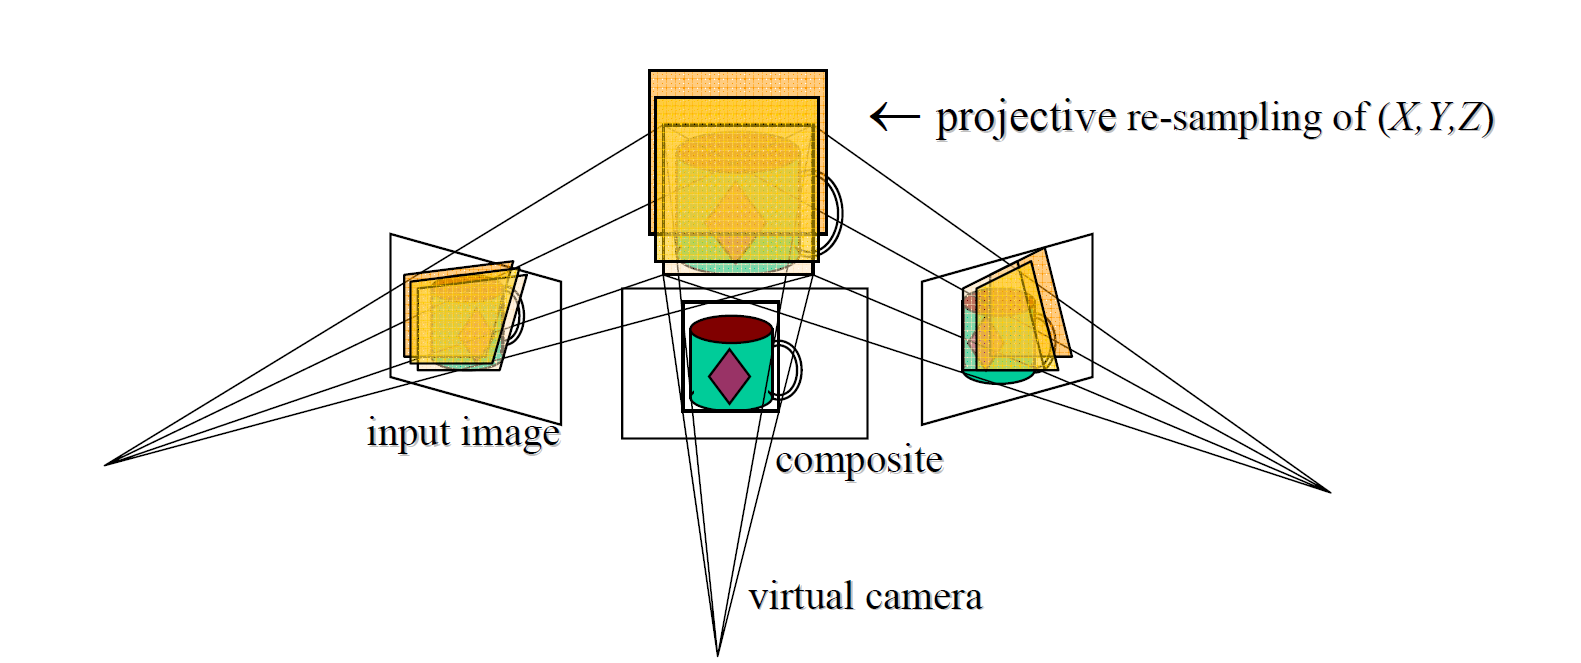 ← projective re-sampling of (X,Y,Z)
input image
composite
virtual camera